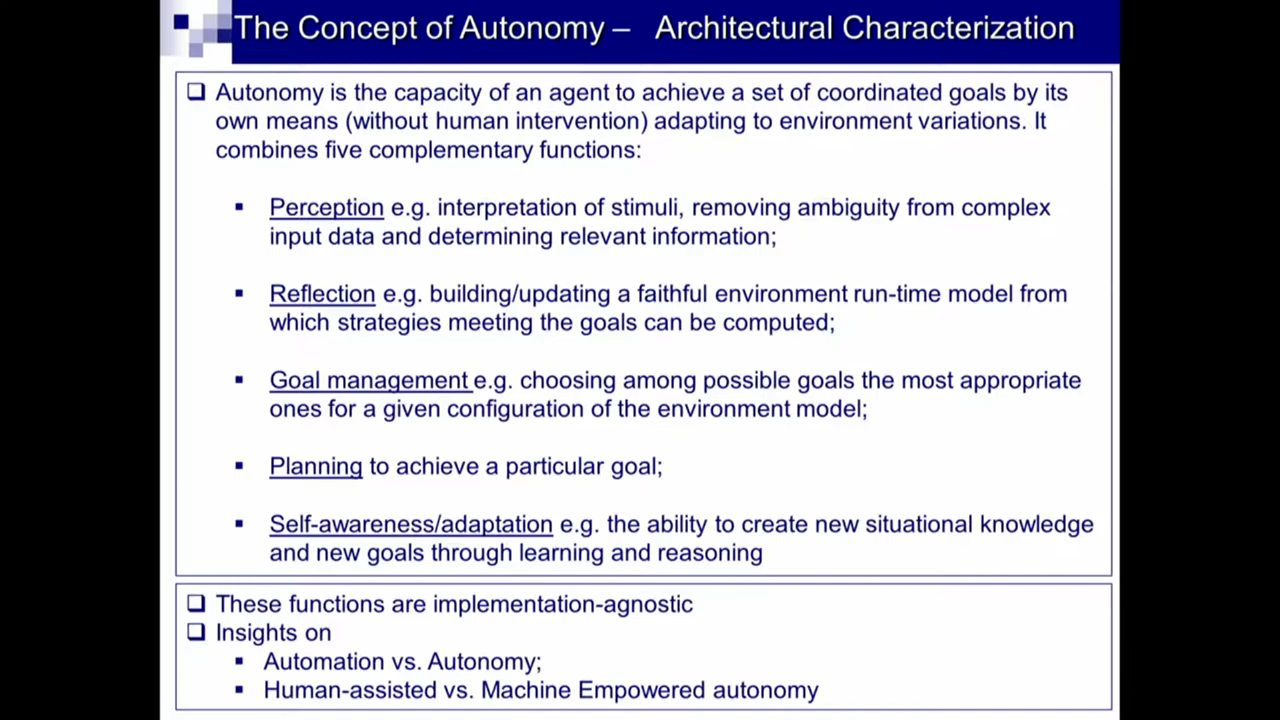 The Concept of Autonomy – Architectural Characterization
❑ Autonomy is the capacity of an agent to achieve a set of coordinated goals by its
own means (without human intervention) adapting to environment variations. It
combines five complementary functions:
▪ Perception e.g. interpretation of stimuli, removing ambiguity from complex
input data and determining relevant information;
▪ Reflection e.g. building/updating a faithful environment run-time model from
which strategies meeting the goals can be computed;
▪ Goal management e.g. choosing among possible goals the most appropriate
ones for a given configuration of the environment model;
▪ Planning to achieve a particular goal;
▪ Self-awareness/adaptation e.g. the ability to create new situational knowledge
and new goals through learning and reasoning
❑ These functions are implementation-agnostic
❑ Insights on
▪ Automation vs. Autonomy;
▪ Human-assisted vs. Machine Empowered autonomy